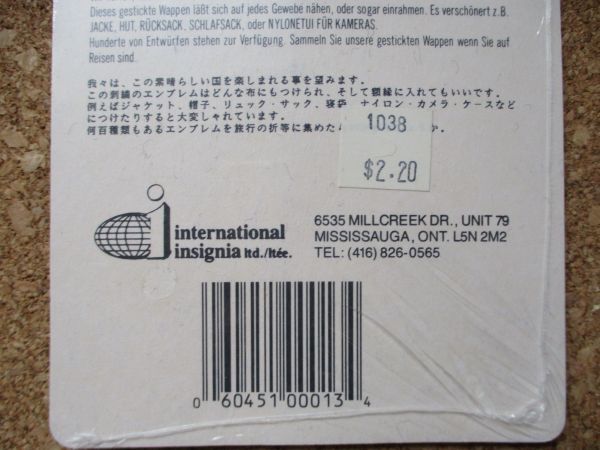 Dieses gestickte Wappen läßt sich auf jedes Gewebe nähen, oder sogar einrahmen. Es verschönert z.B.
JACKE, HUT, RÜCKSACK, SCHLAFSACK, oder NYLONETUI FÜR KAMERAS.
Hunderte von Entwürfen stehen zur Verfügung. Sammeln Sie unsere gestickten Wappen wenn Sie auf
Reisen sind.
我々は、この素晴らしい国を楽しまれる事を望みます。
この刺繍のエンブレムはどんな布にもつけられ、そして額縁に入れてもいいです。
例えばジャケット、帽子、リュック・サック、寝袋、ナイロン・カメラ・ケースなど
につけたりすると大変しゃれています。
何百種類もあるエンブレムを旅行の折等に集めた か。
1038
$2.20
international
insignia ltd./ltée.
6535 MILLCREEK DR., UNIT 79
MISSISSAUGA, ONT. L5N 2M2
TEL: (416) 826-0565
0 60451 00013 4